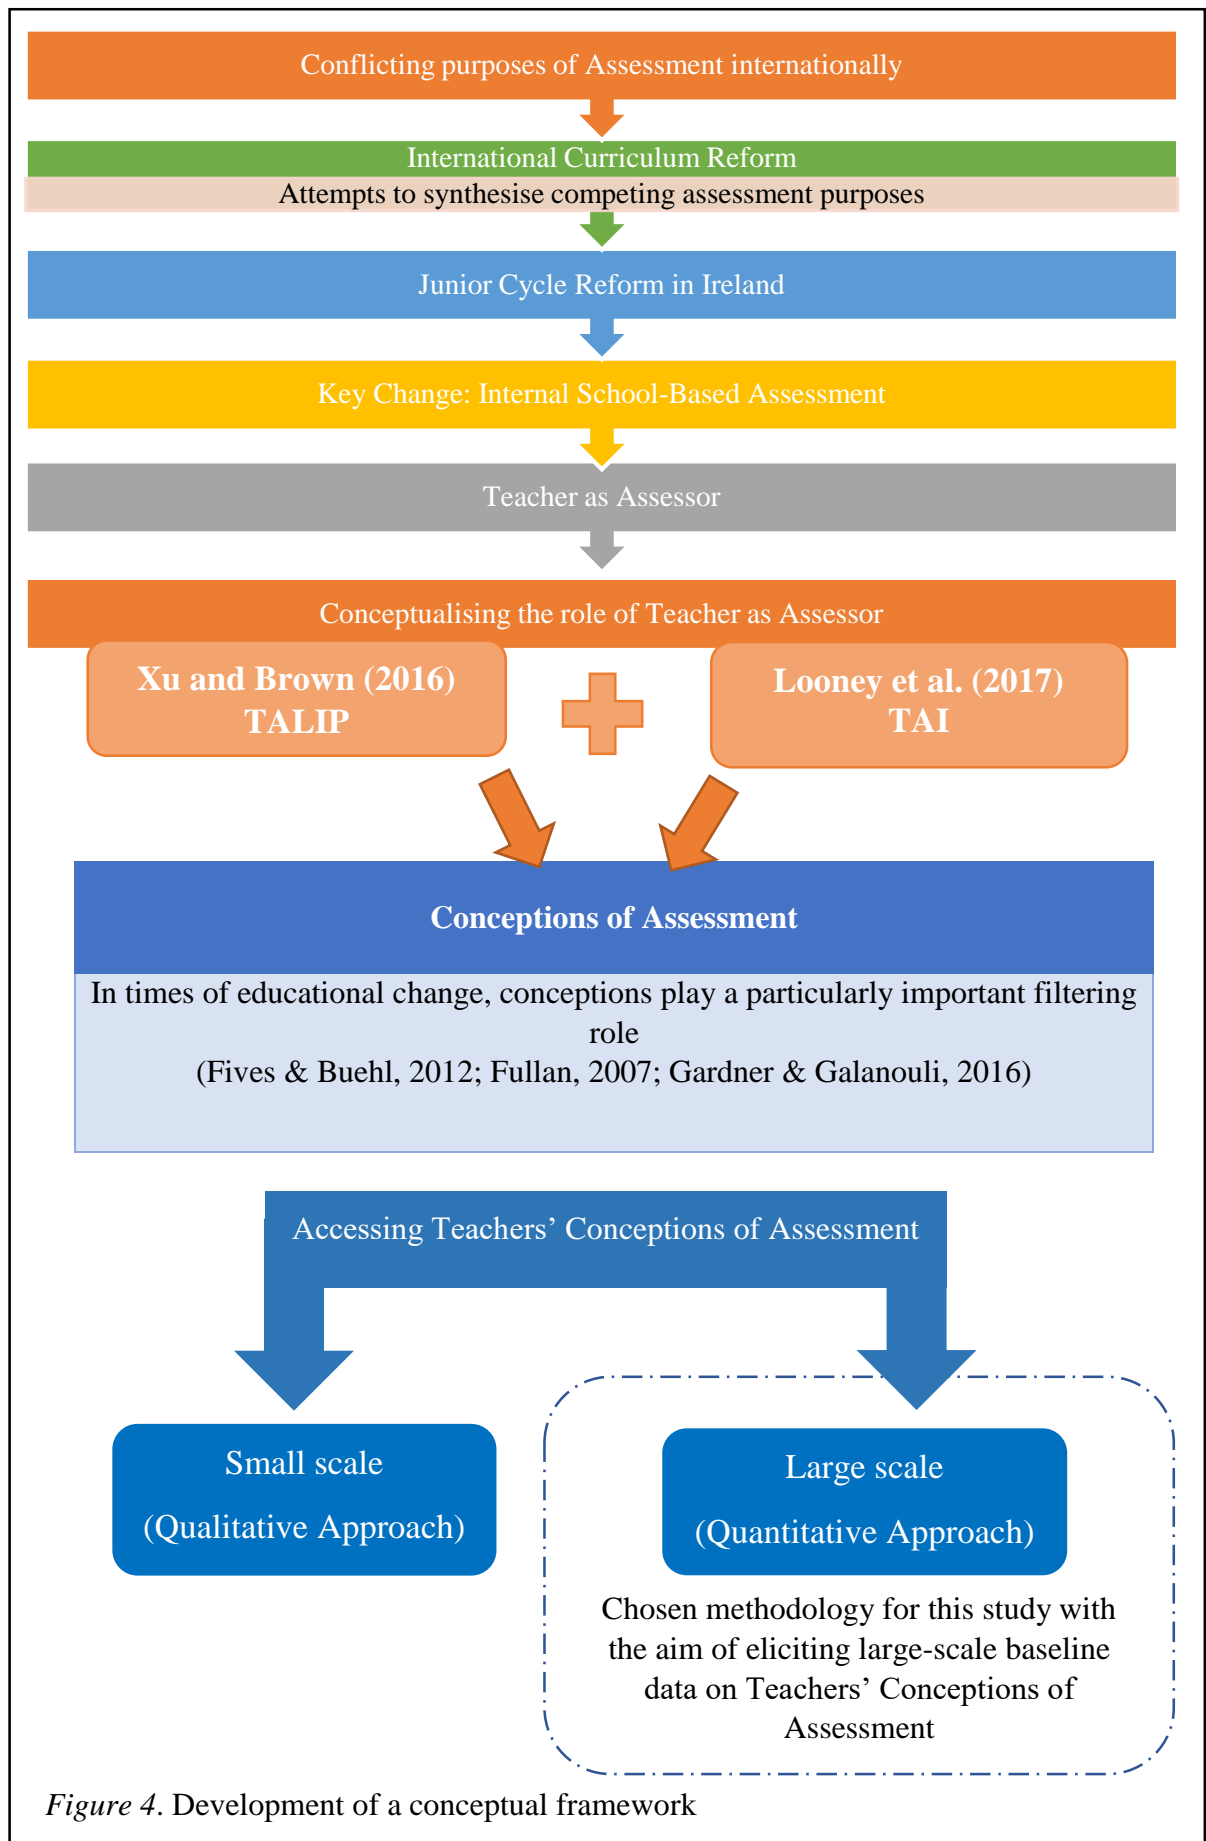 Conflicting purposes of Assessment internationally
International Curriculum Reform
Attempts to synthesise competing assessment purposes
Junior Cycle Reform in Ireland
Key Change: Internal School-Based Assessment
Teacher as Assessor
Conceptualising the role of Teacher as Assessor
Xu and Brown (2016)
TALIP
Looney et al. (2017)
TAI
Conceptions of Assessment
In times of educational change, conceptions play a particularly important filtering
role
(Fives & Buehl, 2012; Fullan, 2007; Gardner & Galanouli, 2016)
Accessing Teachers’ Conceptions of Assessment
Small scale
(Qualitative Approach)
Large scale
(Quantitative Approach)
Chosen methodology for this study with
the aim of eliciting large-scale baseline
data on Teachers’ Conceptions of
Assessment
Figure 4. Development of a conceptual framework